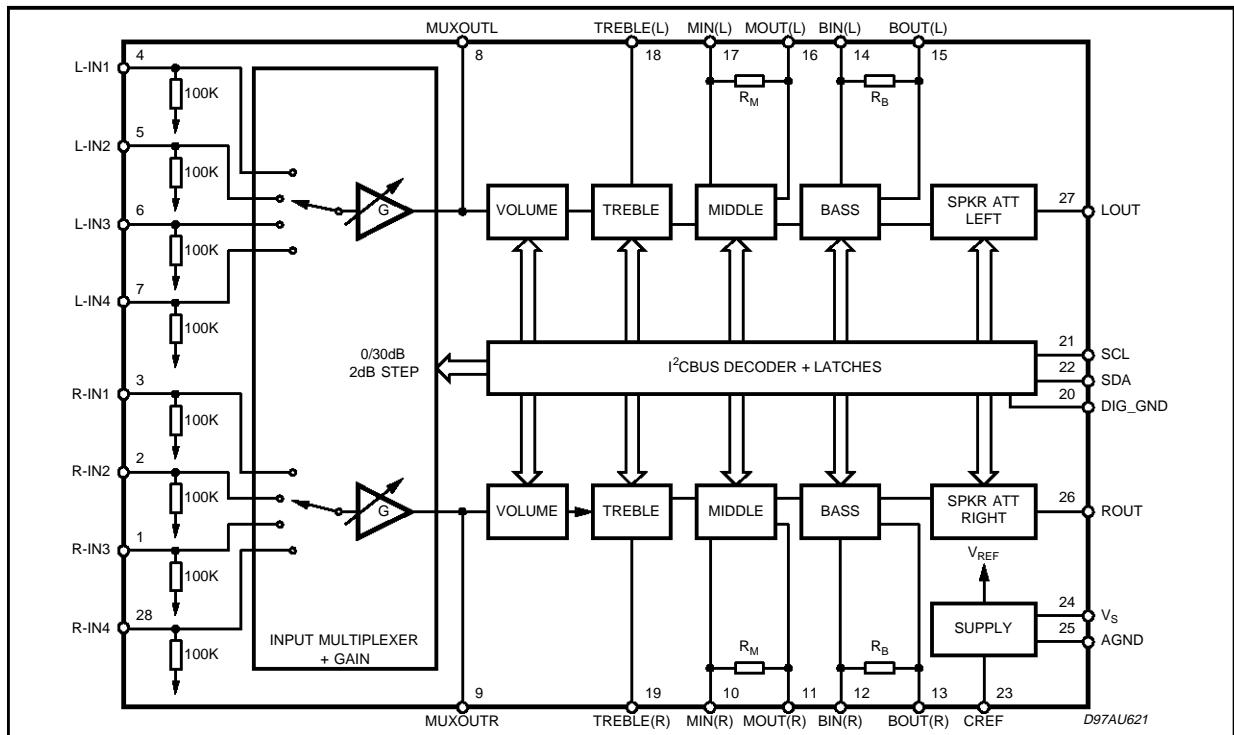 MUXOUTL TREBLE(L) MIN(L) MOUT(L) BIN(L) BOUT(L)
8 18 17 16 14 15
L-IN1 4
100K
R_M R_B
L-IN2 5
100K
G VOLUME TREBLE MIDDLE BASS SPKR ATT LEFT 27 LOUT
L-IN3 6
100K
L-IN4 7
100K
0/30dB
2dB STEP
I²CBUS DECODER + LATCHES
21 SCL
22 SDA
20 DIG_GND
R-IN1 3
100K
R-IN2 2
100K
G VOLUME TREBLE MIDDLE BASS SPKR ATT RIGHT 26 ROUT
R-IN3 1
100K
V_REF
R-IN4 28
100K
INPUT MULTIPLEXER
+ GAIN
R_M R_B
SUPPLY
24 V_S
25 AGND
9 19 10 11 12 13 23
MUXOUTR TREBLE(R) MIN(R) MOUT(R) BIN(R) BOUT(R) CREF
D97AU621